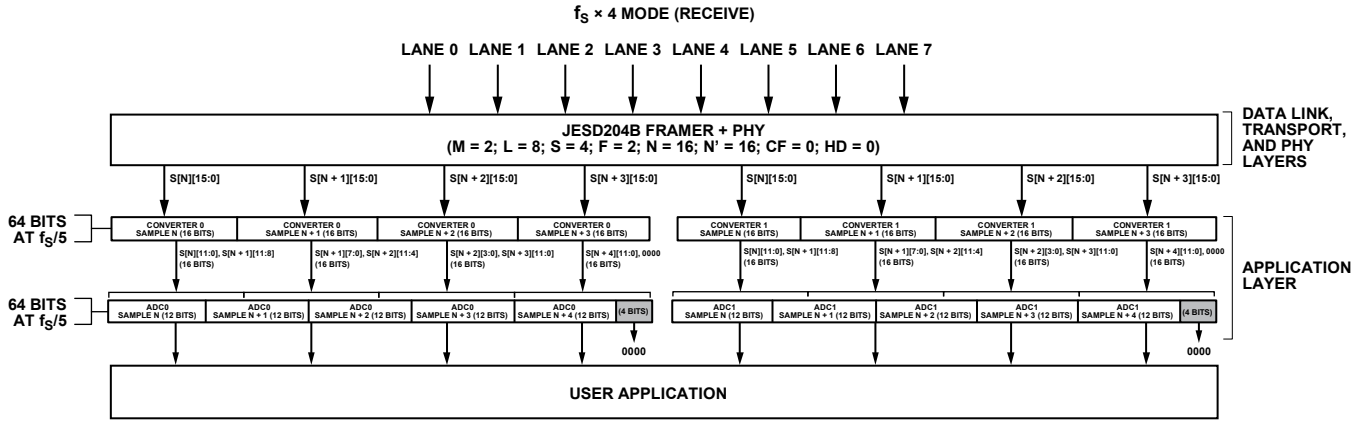 fS × 4 MODE (RECEIVE)
LANE 0 LANE 1 LANE 2 LANE 3 LANE 4 LANE 5 LANE 6 LANE 7
JESD204B FRAMER + PHY
(M = 2; L = 8; S = 4; F = 2; N = 16; N' = 16; CF = 0; HD = 0)
DATA LINK,
TRANSPORT,
AND PHY
LAYERS
S[N][15:0] S[N + 1][15:0] S[N + 2][15:0] S[N + 3][15:0] S[N][15:0] S[N + 1][15:0] S[N + 2][15:0] S[N + 3][15:0]
64 BITS
AT fS/5
CONVERTER 0
SAMPLE N (16 BITS)
CONVERTER 0
SAMPLE N + 1 (16 BITS)
CONVERTER 0
SAMPLE N + 2 (16 BITS)
CONVERTER 0
SAMPLE N + 3 (16 BITS)
CONVERTER 1
SAMPLE N (16 BITS)
CONVERTER 1
SAMPLE N + 1 (16 BITS)
CONVERTER 1
SAMPLE N + 2 (16 BITS)
CONVERTER 1
SAMPLE N + 3 (16 BITS)
S[N][11:0], S[N + 1][11:8]
(16 BITS)
S[N + 1][7:0], S[N + 2][11:4]
(16 BITS)
S[N + 2][3:0], S[N + 3][11:0]
(16 BITS)
S[N + 4][11:0], 0000
(16 BITS)
S[N][11:0], S[N + 1][11:8]
(16 BITS)
S[N + 1][7:0], S[N + 2][11:4]
(16 BITS)
S[N + 2][3:0], S[N + 3][11:0]
(16 BITS)
S[N + 4][11:0], 0000
(16 BITS)
APPLICATION
LAYER
64 BITS
AT fS/5
ADC0
SAMPLE N (12 BITS)
ADC0
SAMPLE N + 1 (12 BITS)
ADC0
SAMPLE N + 2 (12 BITS)
ADC0
SAMPLE N + 3 (12 BITS)
ADC0
SAMPLE N + 4 (12 BITS)
(4 BITS)
ADC1
SAMPLE N (12 BITS)
ADC1
SAMPLE N + 1 (12 BITS)
ADC1
SAMPLE N + 2 (12 BITS)
ADC1
SAMPLE N + 3 (12 BITS)
ADC1
SAMPLE N + 4 (12 BITS)
(4 BITS)
0000 0000
USER APPLICATION